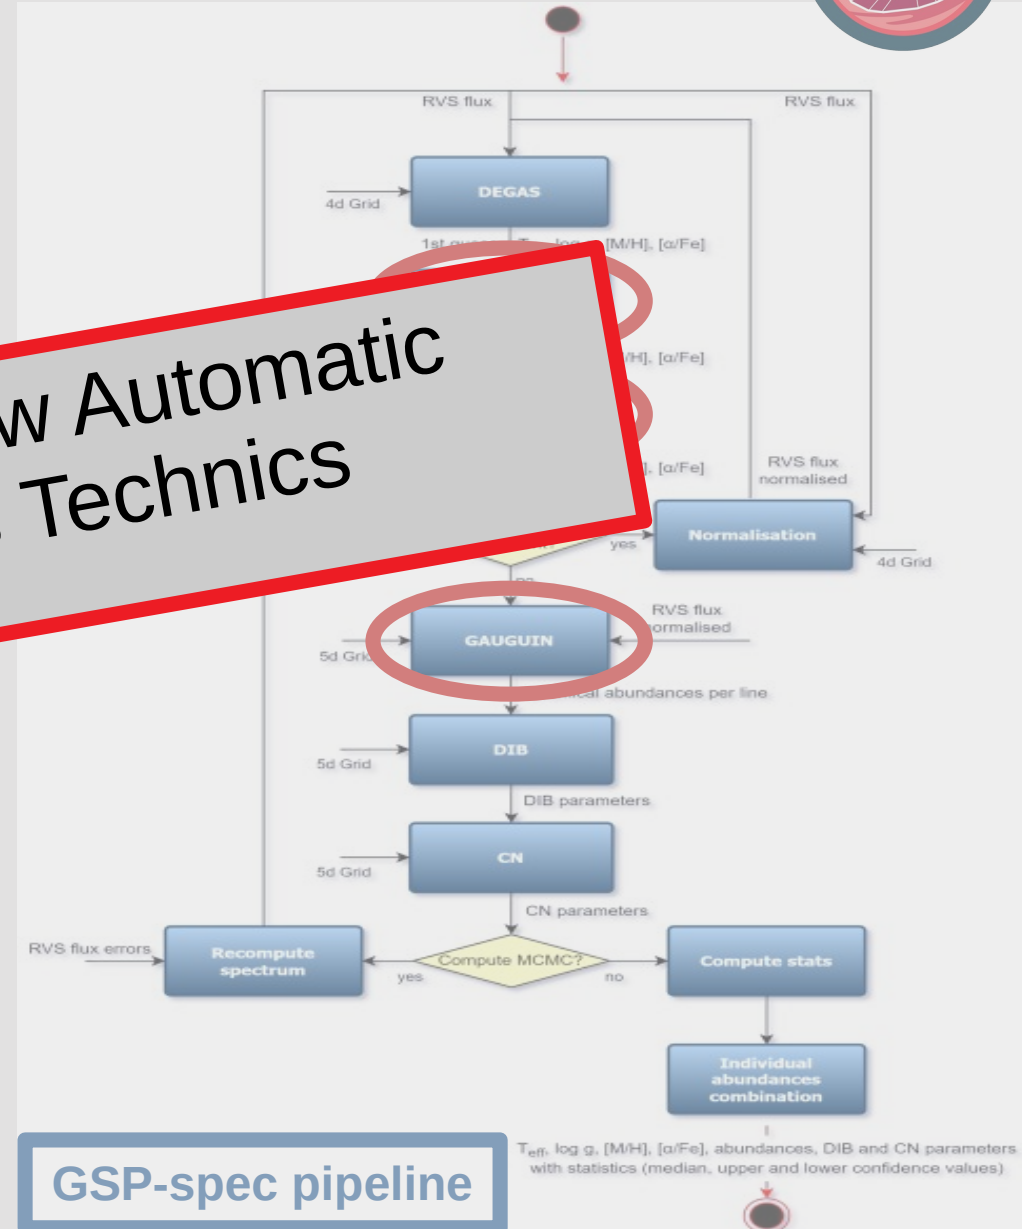 RVS flux
RVS flux
DEGAS
4d Grid
[M/H], [α/Fe]
Automatic
[α/Fe]
Technics
[α/Fe]
RVS flux
normalised
Normalisation
yes
4d Grid
RVS flux
GAUGUIN
5d
abundances per line
DIB
5d Grid
DIB parameters
CN
5d Grid
CN parameters
RVS flux errors
Recompute
spectrum
Compute MCMC?
yes
no
Compute stats
Individual
abundances
combination
Teff, log g, [M/H], [α/Fe], abundances, DIB and CN parameters
with statistics (median, upper and lower confidence values)
GSP-spec pipeline